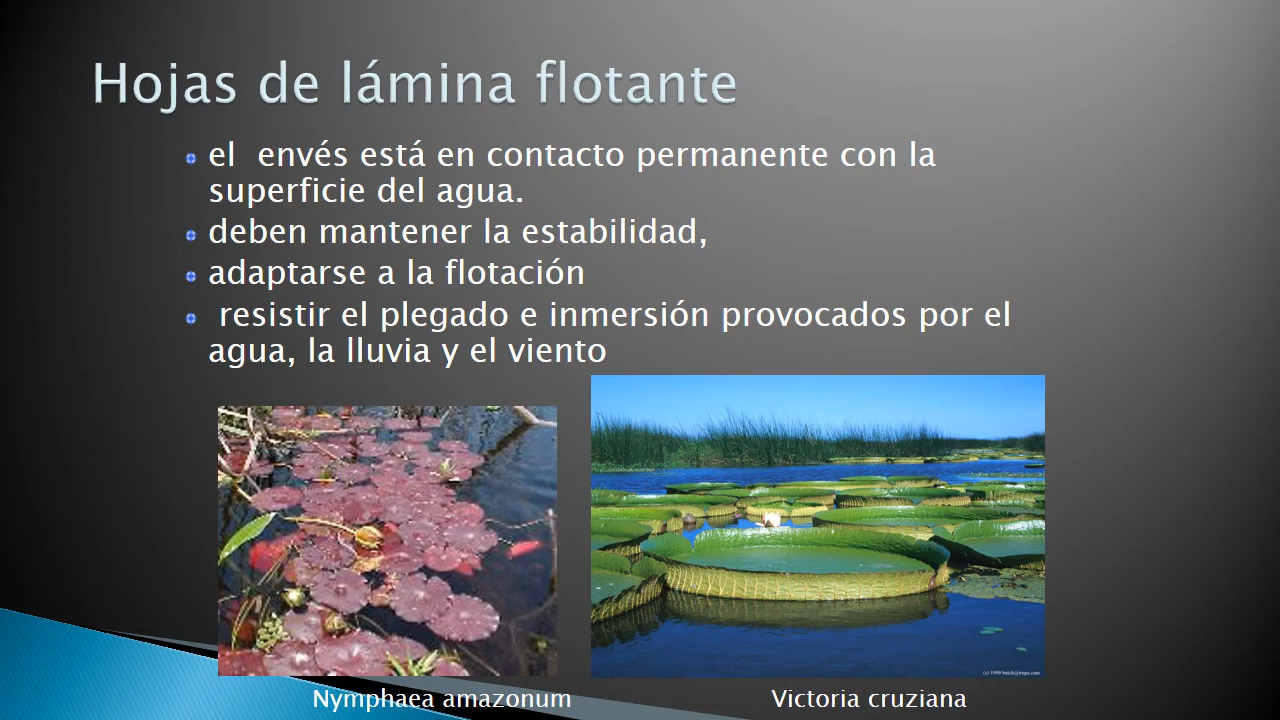 Hojas de lámina flotante
el  envés está en contacto permanente con la
superficie del agua.
deben mantener la estabilidad,
adaptarse a la flotación
resistir el plegado e inmersión provocados por el
agua, la lluvia y el viento
Nymphaea amazonum
Victoria cruziana